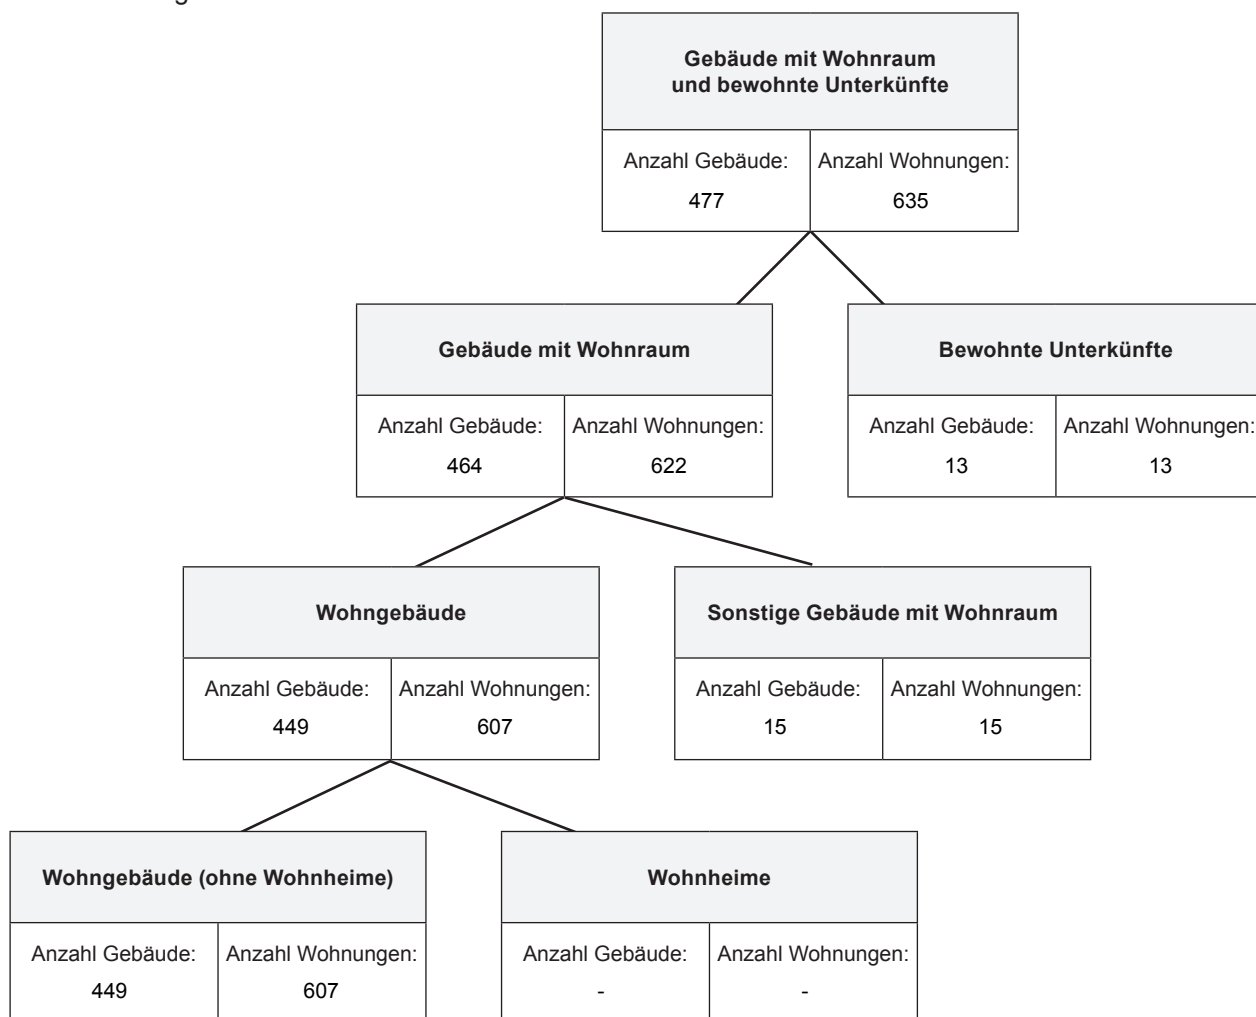 Gebäude mit Wohnraum
und bewohnte Unterkünfte
Anzahl Gebäude:
477
Anzahl Wohnungen:
635
Gebäude mit Wohnraum
Anzahl Gebäude:
464
Anzahl Wohnungen:
622
Bewohnte Unterkünfte
Anzahl Gebäude:
13
Anzahl Wohnungen:
13
Wohngebäude
Anzahl Gebäude:
449
Anzahl Wohnungen:
607
Sonstige Gebäude mit Wohnraum
Anzahl Gebäude:
15
Anzahl Wohnungen:
15
Wohngebäude (ohne Wohnheime)
Anzahl Gebäude:
449
Anzahl Wohnungen:
607
Wohnheime
Anzahl Gebäude:
-
Anzahl Wohnungen:
-